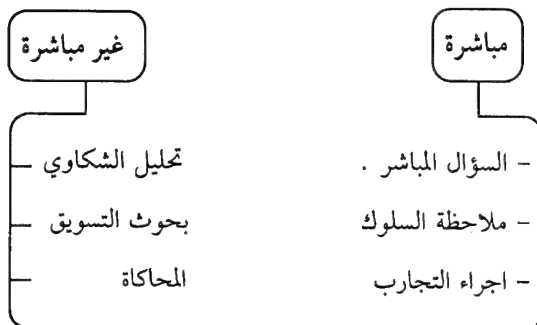 مباشرة
- السؤال المباشر .
- ملاحظة السلوك
- اجراء التجارب
غير مباشرة
تحليل الشكاوي
بحوث التسويق
المحاكاة